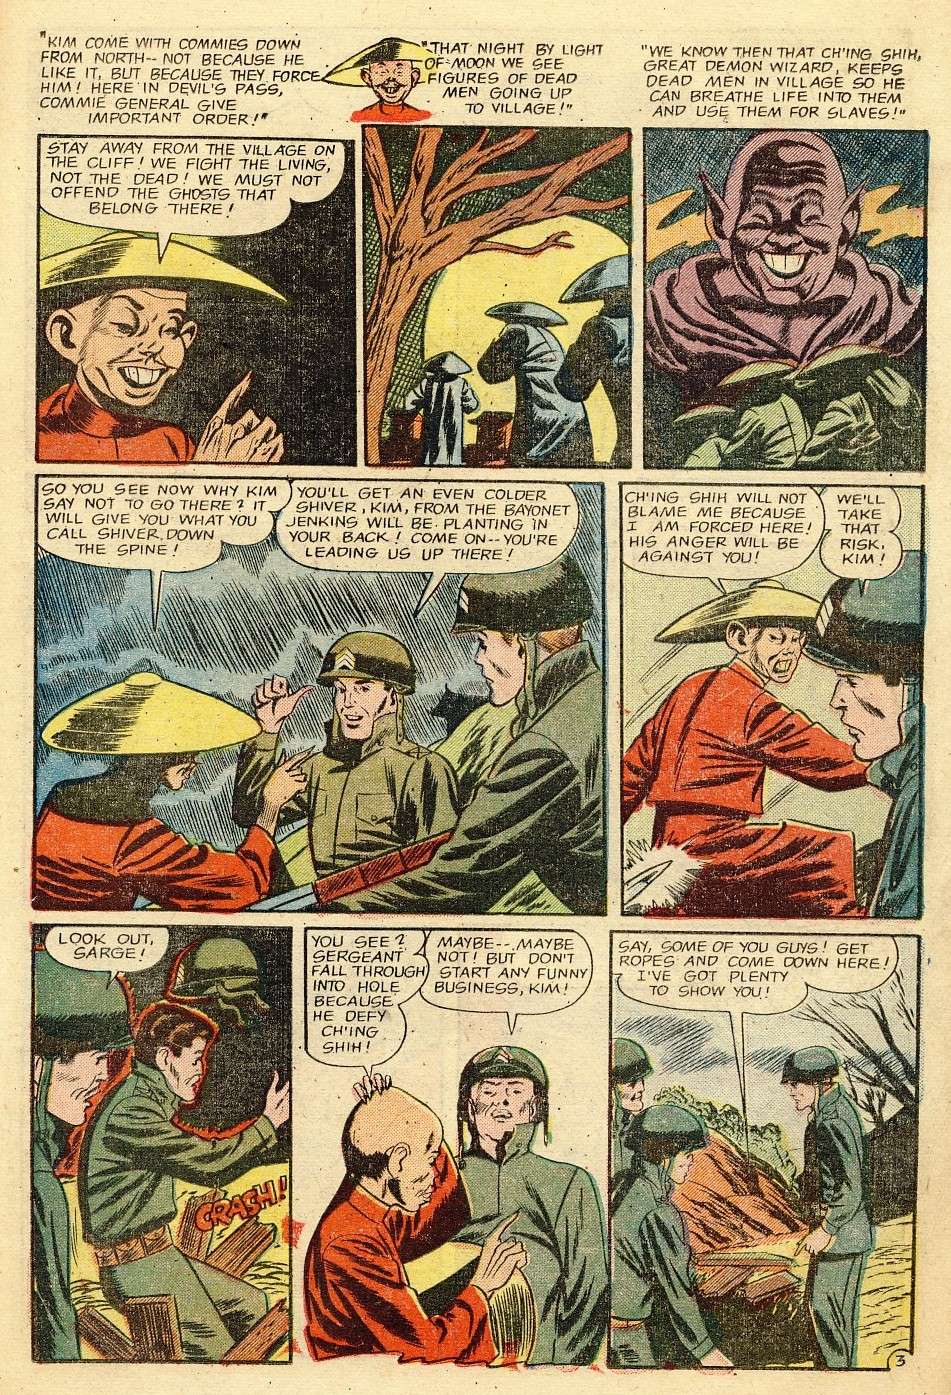 "KIM COME WITH COMMIES DOWN
FROM NORTH-- NOT BECAUSE HE
LIKE IT, BUT BECAUSE THEY FORCE
HIM! HERE IN DEVIL'S PASS,
COMMIE GENERAL GIVE
IMPORTANT ORDER!"
"THAT NIGHT BY LIGHT
OF MOON WE SEE
FIGURES OF DEAD
MEN GOING UP
TO VILLAGE!"
"WE KNOW THEN THAT CH'ING SHIH,
GREAT DEMON WIZARD, KEEPS
DEAD MEN IN VILLAGE SO HE
CAN BREATHE LIFE INTO THEM
AND USE THEM FOR SLAVES!"
STAY AWAY FROM THE VILLAGE ON
THE CLIFF! WE FIGHT THE LIVING,
NOT THE DEAD! WE MUST NOT
OFFEND THE GHOSTS THAT
BELONG THERE!
SO YOU SEE NOW WHY KIM
SAY NOT TO GO THERE? IT
WILL GIVE YOU WHAT YOU
CALL SHIVER DOWN
THE SPINE!
YOU'LL GET AN EVEN COLDER
SHIVER, KIM, FROM THE BAYONET
JENKINS WILL BE PLANTING IN
YOUR BACK! COME ON-- YOU'RE
LEADING US UP THERE!
CH'ING SHIH WILL NOT
BLAME ME BECAUSE
I AM FORCED HERE!
HIS ANGER WILL BE
AGAINST YOU!
WE'LL
TAKE
THAT
RISK,
KIM!
LOOK OUT,
SARGE!
CRASH!
YOU SEE?
SERGEANT
FALL THROUGH
INTO HOLE
BECAUSE
HE DEFY
CH'ING
SHIH!
MAYBE-- MAYBE
NOT! BUT DON'T
START ANY FUNNY
BUSINESS, KIM!
SAY, SOME OF YOU GUYS! GET
ROPES AND COME DOWN HERE!
I'VE GOT PLENTY
TO SHOW YOU!
3